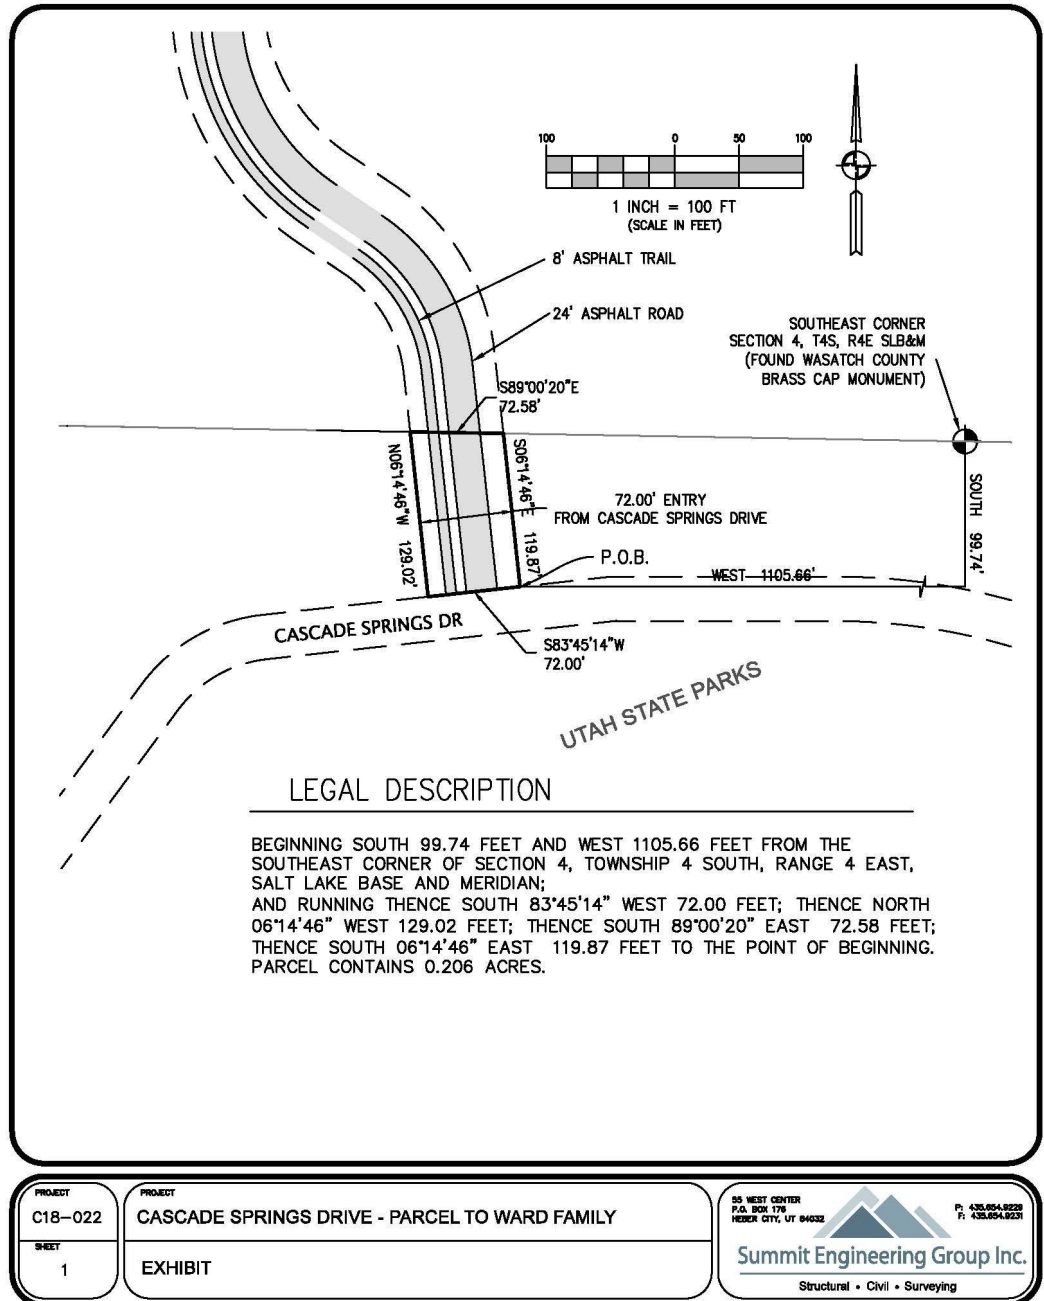 100
0
50
100
1 INCH = 100 FT
(SCALE IN FEET)
8' ASPHALT TRAIL
24' ASPHALT ROAD
SOUTHEAST CORNER
SECTION 4, T4S, R4E SLB&M
(FOUND WASATCH COUNTY
BRASS CAP MONUMENT)
S89°00'20"E
72.58'
N06°14'46"W 129.02'
S06°14'46"E 119.87'
72.00' ENTRY
FROM CASCADE SPRINGS DRIVE
SOUTH 99.74'
P.O.B.
WEST 1105.66'
CASCADE SPRINGS DR
S83°45'14"W
72.00'
UTAH STATE PARKS
LEGAL DESCRIPTION
BEGINNING SOUTH 99.74 FEET AND WEST 1105.66 FEET FROM THE
SOUTHEAST CORNER OF SECTION 4, TOWNSHIP 4 SOUTH, RANGE 4 EAST,
SALT LAKE BASE AND MERIDIAN;
AND RUNNING THENCE SOUTH 83°45'14" WEST 72.00 FEET; THENCE NORTH
06°14'46" WEST 129.02 FEET; THENCE SOUTH 89°00'20" EAST 72.58 FEET;
THENCE SOUTH 06°14'46" EAST 119.87 FEET TO THE POINT OF BEGINNING.
PARCEL CONTAINS 0.206 ACRES.
PROJECT
C18-022
SHEET
1
PROJECT
CASCADE SPRINGS DRIVE - PARCEL TO WARD FAMILY
EXHIBIT
55 WEST CENTER
P.O. BOX 176
HEBER CITY, UT 84032
P: 435.654.9229
F: 435.654.9231
Summit Engineering Group Inc.
Structural • Civil • Surveying